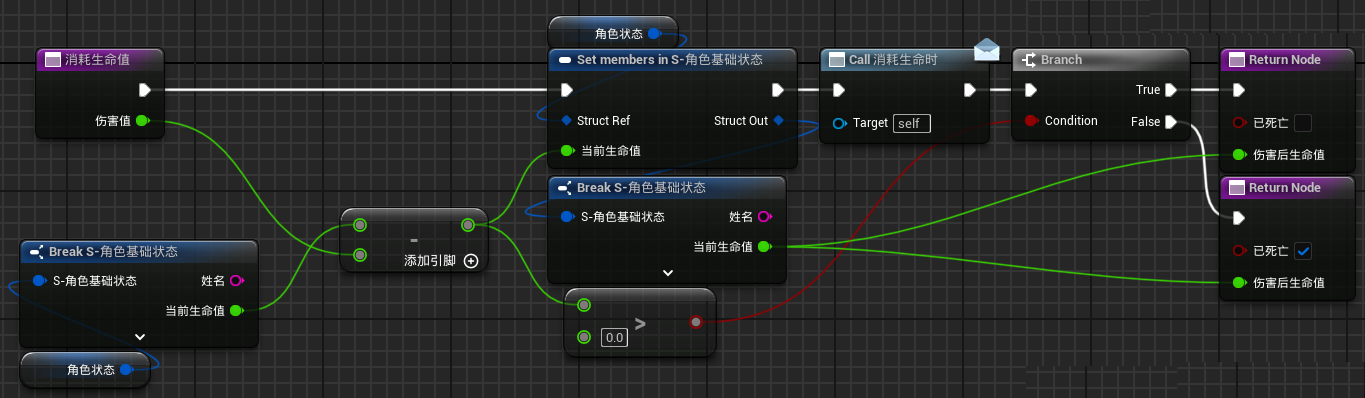 消耗生命值
伤害值
Break S-角色基础状态
S-角色基础状态
姓名
当前生命值
角色状态
-
添加引脚
角色状态
Set members in S-角色基础状态
Struct Ref
Struct Out
当前生命值
Break S-角色基础状态
S-角色基础状态
姓名
当前生命值
>
0.0
Call 消耗生命时
Target self
Branch
True
Condition
False
Return Node
已死亡
伤害后生命值
Return Node
已死亡
伤害后生命值